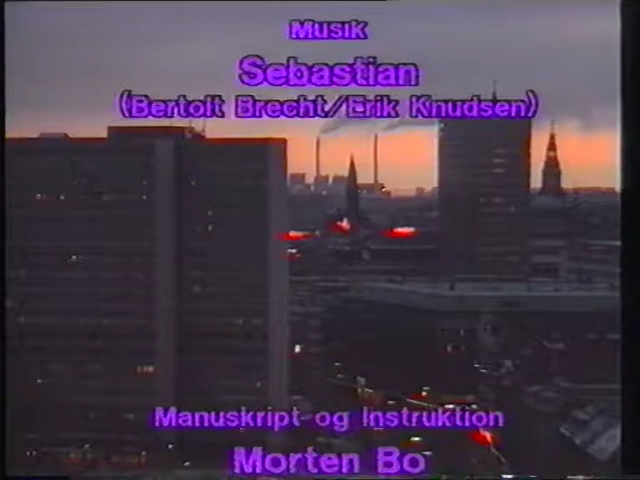 Musik
Sebastian
(Bertolt Brecht/Erik Knudsen)
Manuskript og Instruktion
Morten Bo